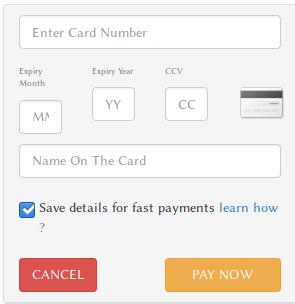 Enter Card Number
Expiry Month
Expiry Year
CCV
MM
YY
CC
Name On The Card
Save details for fast payments learn how
?
CANCEL
PAY NOW